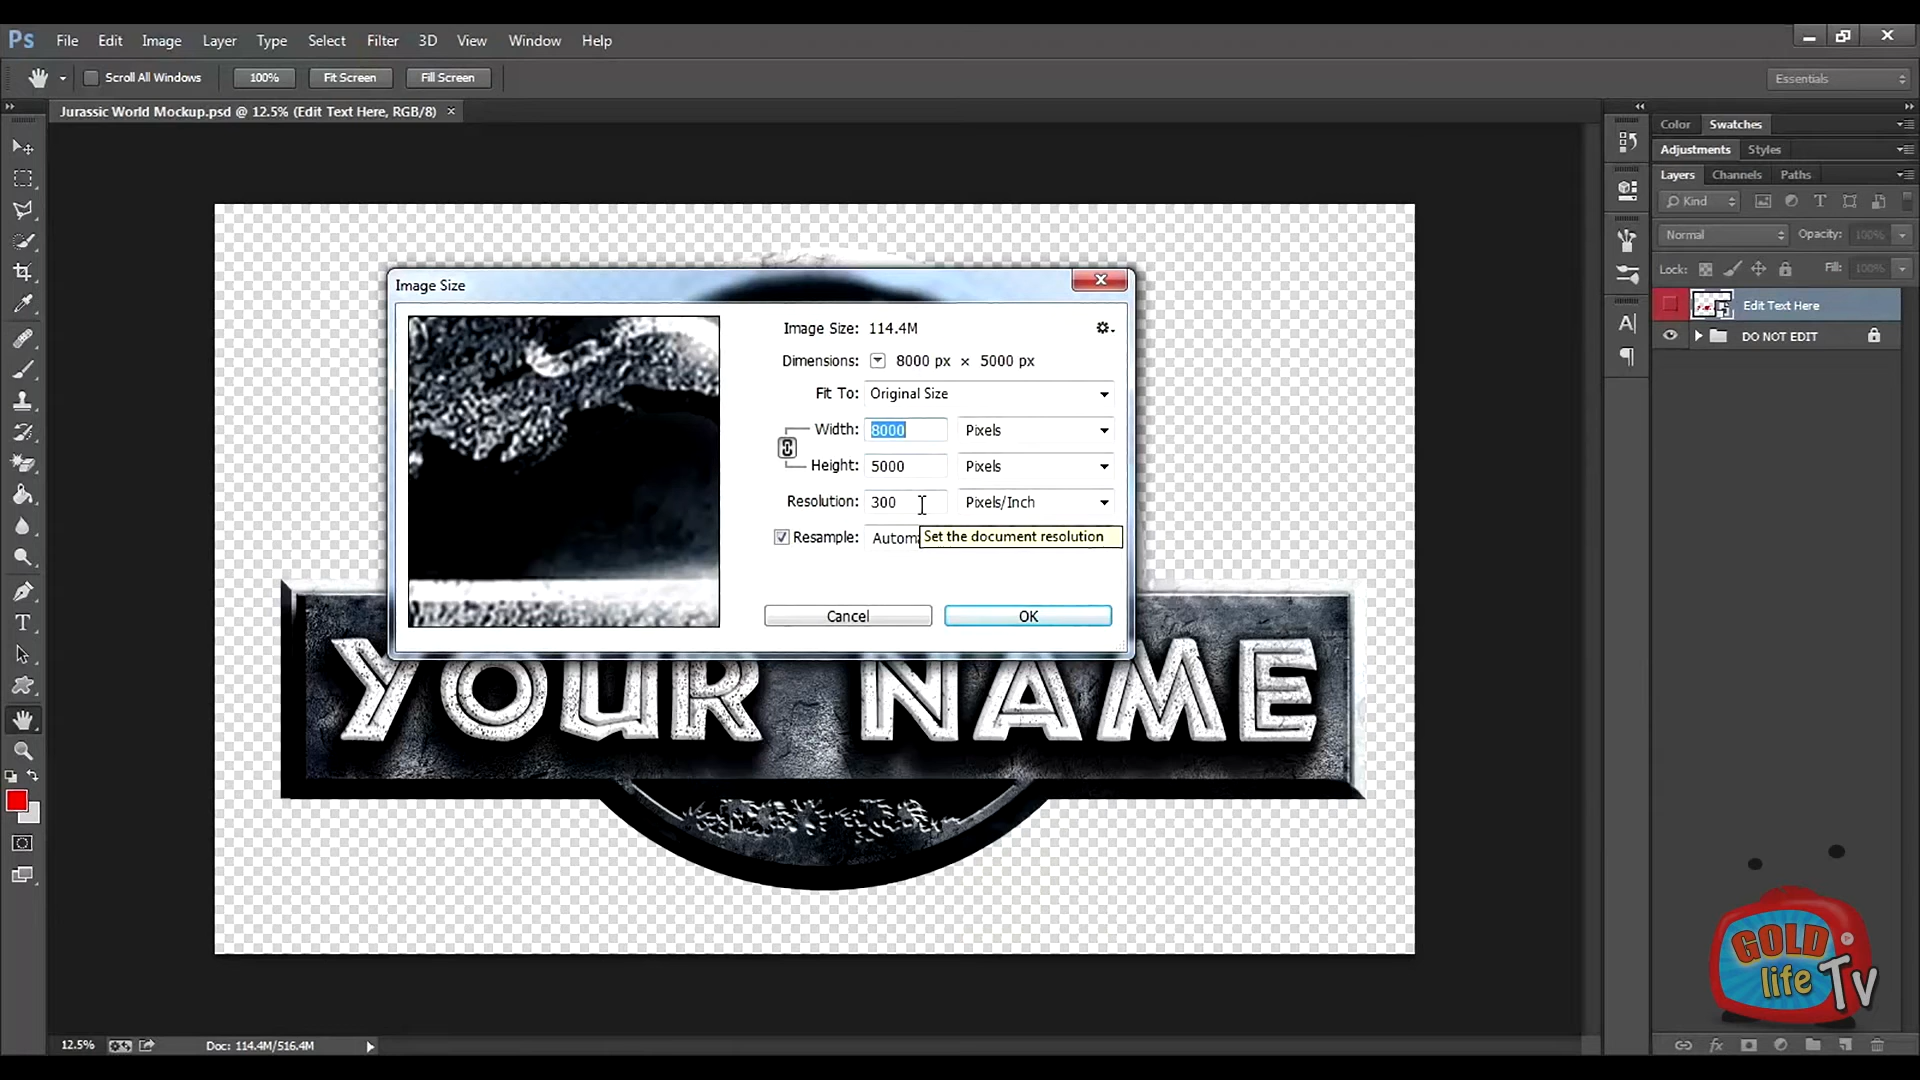 Ps File Edit Image Layer Type Select Filter 3D View Window Help
Scroll All Windows 100% Fit Screen Fill Screen Essentials
Jurassic World Mockup.psd @ 12.5% (Edit Text Here, RGB/8) ×
Color Swatches
Adjustments Styles
Layers Channels Paths
Kind
Normal Opacity: 100%
Lock: Fill: 100%
Edit Text Here
DO NOT EDIT
Image Size
Image Size: 114.4M
Dimensions: 8000 px × 5000 px
Fit To: Original Size
Width: 8000 Pixels
Height: 5000 Pixels
Resolution: 300 Pixels/Inch
Resample: Autom
Set the document resolution
Cancel OK
YOUR NAME
GOLD
life Tv
12.5% Doc: 114.4M/516.4M